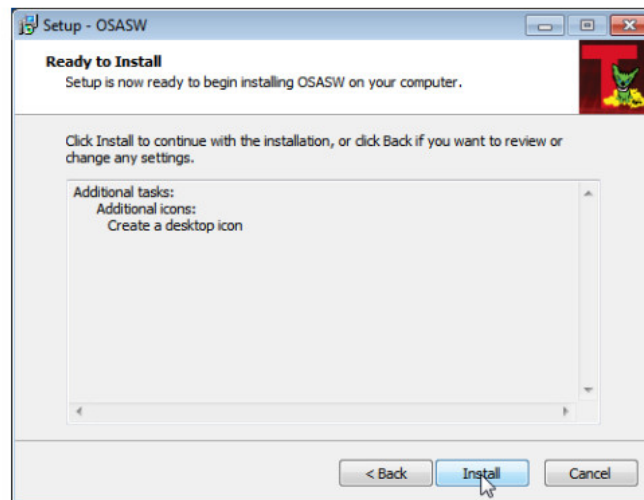 Setup - OSASW
Ready to Install
Setup is now ready to begin installing OSASW on your computer.
T
Click Install to continue with the installation, or click Back if you want to review or
change any settings.
Additional tasks:
Additional icons:
Create a desktop icon
< Back
Install
Cancel